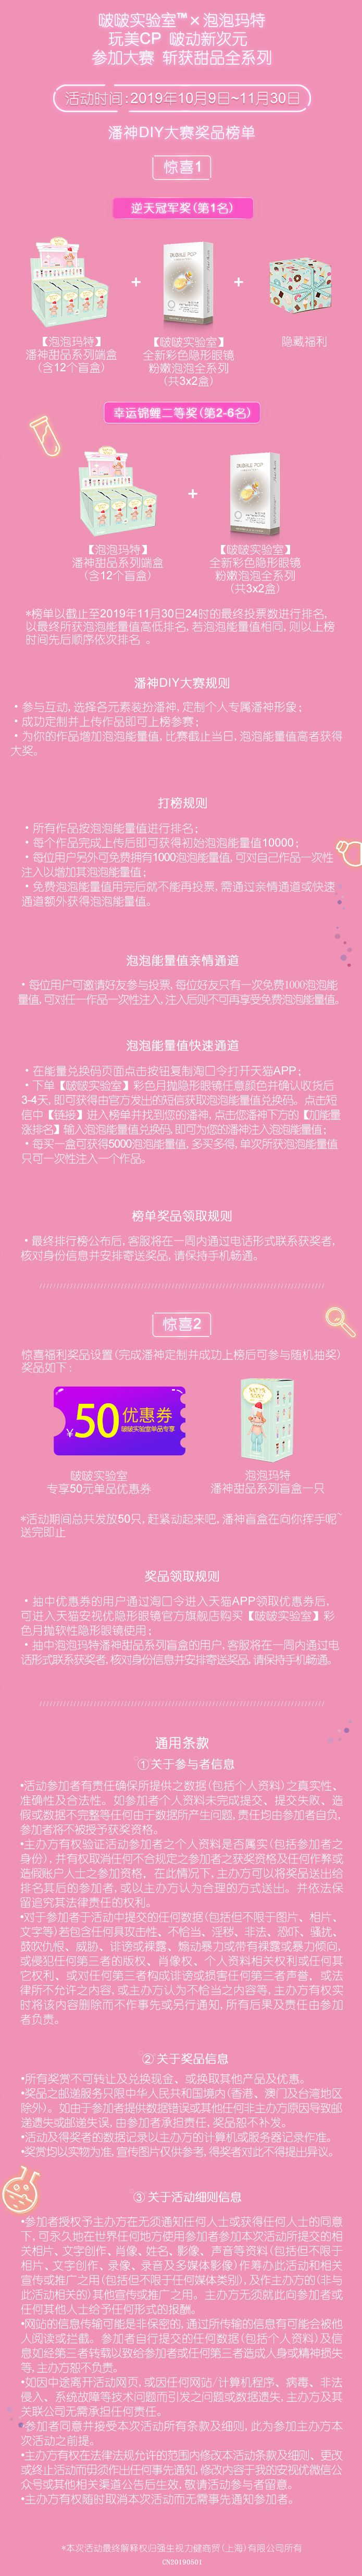 啵啵实验室™×泡泡玛特
玩美CP 啵动新次元
参加大赛 斩获甜品全系列
活动时间:2019年10月9日~11月30日
潘神DIY大赛奖品榜单
惊喜1
逆天冠军奖(第1名)
+
+
【泡泡玛特】
潘神甜品系列端盒
(含12个盲盒)
【啵啵实验室】
全新彩色隐形眼镜
粉嫩泡泡全系列
(共3x2盒)
隐藏福利
幸运锦鲤二等奖(第2-6名)
+
【泡泡玛特】
潘神甜品系列端盒
(含12个盲盒)
【啵啵实验室】
全新彩色隐形眼镜
粉嫩泡泡全系列
(共3x2盒)
*榜单以截止至2019年11月30日24时的最终投票数进行排名,
以最终所获泡泡能量值高低排名,若泡泡能量值相同,则以上榜
时间先后顺序依次排名 。
潘神DIY大赛规则
·参与互动,选择各元素装扮潘神,定制个人专属潘神形象;
·成功定制并上传作品即可上榜参赛;
·为你的作品增加泡泡能量值,比赛截止当日,泡泡能量值高者获得
大奖。
打榜规则
·所有作品按泡泡能量值进行排名;
·每个作品完成上传后即可获得初始泡泡能量值10000;
·每位用户另外可免费拥有1000泡泡能量值,可对自己作品一次性
注入以增加其泡泡能量值;
·免费泡泡能量值用完后就不能再投票,需通过亲情通道或快速
通道额外获得泡泡能量值。
泡泡能量值亲情通道
·每位用户可邀请好友参与投票,每位好友只有一次免费1000泡泡能
量值,可对任一作品一次性注入,注入后则不可再享受免费泡泡能量值。
泡泡能量值快速通道
·在能量兑换码页面点击按钮复制淘口令打开天猫APP;
·下单【啵啵实验室】彩色月抛隐形眼镜任意颜色并确认收货后
3-4天,即可获得由官方发出的短信获取泡泡能量值兑换码。点击短
信中【链接】进入榜单并找到您的潘神,点击您潘神下方的【加能量
涨排名】输入泡泡能量值兑换码,即可为您的潘神注入泡泡能量值;
·每买一盒可获得5000泡泡能量值,多买多得,单次所获泡泡能量值
只可一次性注入一个作品。
榜单奖品领取规则
·最终排行榜公布后,客服将在一周内通过电话形式联系获奖者,
核对身份信息并安排寄送奖品,请保持手机畅通。
惊喜2
惊喜福利奖品设置(完成潘神定制并成功上榜后可参与随机抽奖)
奖品如下:
¥50优惠券
啵啵实验室单品专享
啵啵实验室
专享50元单品优惠券
泡泡玛特
潘神甜品系列盲盒一只
*活动期间总共发放50只,赶紧动起来吧,潘神盲盒在向你挥手呢~
送完即止
奖品领取规则
·抽中优惠券的用户通过淘口令进入天猫APP领取优惠券后,
可进入天猫安视优隐形眼镜官方旗舰店购买【啵啵实验室】彩
色月抛软性隐形眼镜使用;
·抽中泡泡玛特潘神甜品系列盲盒的用户,客服将在一周内通过电
话形式联系获奖者,核对身份信息并安排寄送奖品,请保持手机畅通。
通用条款
①关于参与者信息
•活动参加者有责任确保所提供之数据(包括个人资料)之真实性、
准确性及合法性。如参加者个人资料未完成提交、提交失败、造
假或数据不完整等任何由于数据所产生问题,责任均由参加者自负,
参加者将不被授予获奖资格。
•主办方有权验证活动参加者之个人资料是否属实(包括参加者之
身份),并有权取消任何不合规定之参加者之获奖资格及任何作弊或
造假账户人士之参加资格。在此情况下,主办方可以将奖品送出给
排名其后的参加者,或以主办方认为合理的方式送出。并依法保
留追究其法律责任的权利。
•对于参加者于活动中提交的任何数据(包括但不限于图片、相片、
文字等)若包含任何具攻击性、不恰当、淫秽、非法、恐吓、骚扰、
鼓吹仇恨、威胁、诽谤或裸露、煽动暴力或带有裸露或暴力倾向,
或侵犯任何第三者的版权、肖像权、个人资料相关权利或任何其
它权利、或对任何第三者构成诽谤或损害任何第三者声誉,或法
律所不允许之内容,或主办方认为不恰当之内容等,主办方有权实
时将该内容删除而不作事先或另行通知,所有后果及责任由参加
者负责。
②关于奖品信息
•所有奖赏不可转让及兑换现金、或换取其他产品及优惠。
•奖品之邮递服务只限中华人民共和国境内(香港、澳门及台湾地区
除外)。如由于参加者提供数据错误或其他任何非主办方原因导致邮
递遗失或邮递失误,由参加者承担责任,奖品恕不补发。
•活动及得奖者的数据记录以主办方的计算机或服务器记录作准。
•奖赏均以实物为准,宣传图片仅供参考,得奖者对此不得提出异议。
③关于活动细则信息
•参加者授权予主办方在无须通知任何人士或获得任何人士的同意
下,可永久地在世界任何地方使用参加者参加本次活动所提交的相
关相片、文字创作、肖像、姓名、影像、声音等资料(包括但不限于
相片、文字创作、录像、录音及多媒体影像)作筹办此活动和相关
宣传或推广之用(包括但不限于任何媒体类别),及作主办方的(非与
此活动相关的)其他宣传或推广之用。主办方无须就此向参加者或
任何其他人士给予任何形式的报酬。
•网站的信息传输可能是非保密的,通过所传输的信息有可能会被他
人阅读或拦截。参加者自行提交的任何数据(包括个人资料)及信
息如经第三者转载以致给参加者或任何第三者造成人身或精神损失
等,主办方恕不负责。
•如因中途离开活动网页,或因任何网站/计算机程序、病毒、非法
侵入、系统故障等技术问题而引发之问题或数据遗失,主办方及其
关联公司无需承担任何责任。
•参加者同意并接受本次活动所有条款及细则,此为参加主办方本
次活动之前提。
•主办方有权在法律法规允许的范围内修改本活动条款及细则、更改
或终止活动而毋须作出任何事先通知,修改内容于我的安视优微信公
众号或其他相关渠道公告后生效,敬请活动参与者留意。
•主办方有权随时取消本次活动而无需事先通知参加者。
*本次活动最终解释权归强生视力健商贸(上海)有限公司所有
CN20190501